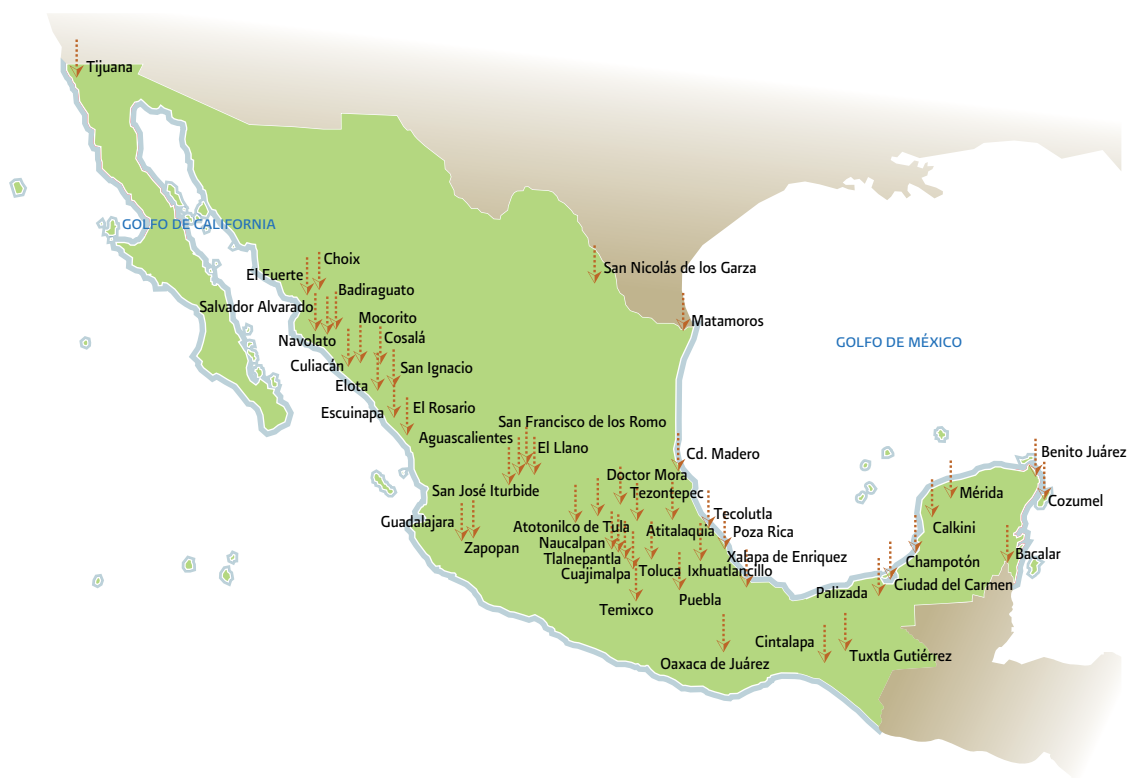 Tijuana
GOLFO DE CALIFORNIA
Choix
San Nicolás de los Garza
El Fuerte
Badiraguato
Salvador Alvarado
Mocorito
Matamoros
Navolato
Cosalá
GOLFO DE MÉXICO
Culiacán
San Ignacio
Elota
El Rosario
Escuinapa
San Francisco de los Romo
Aguascalientes
El Llano
Cd. Madero
Benito Juárez
Doctor Mora
San José Iturbide
Tezontepec
Mérida
Cozumel
Tecolutla
Guadalajara
Atotonilco de Tula
Atitalaquia
Poza Rica
Calkini
Zapopan
Naucalpan
Tlalnepantla
Xalapa de Enriquez
Bacalar
Champotón
Cuajimalpa
Toluca
Ixhuatlancillo
Ciudad del Carmen
Palizada
Puebla
Temixco
Cintalapa
Tuxtla Gutiérrez
Oaxaca de Juárez